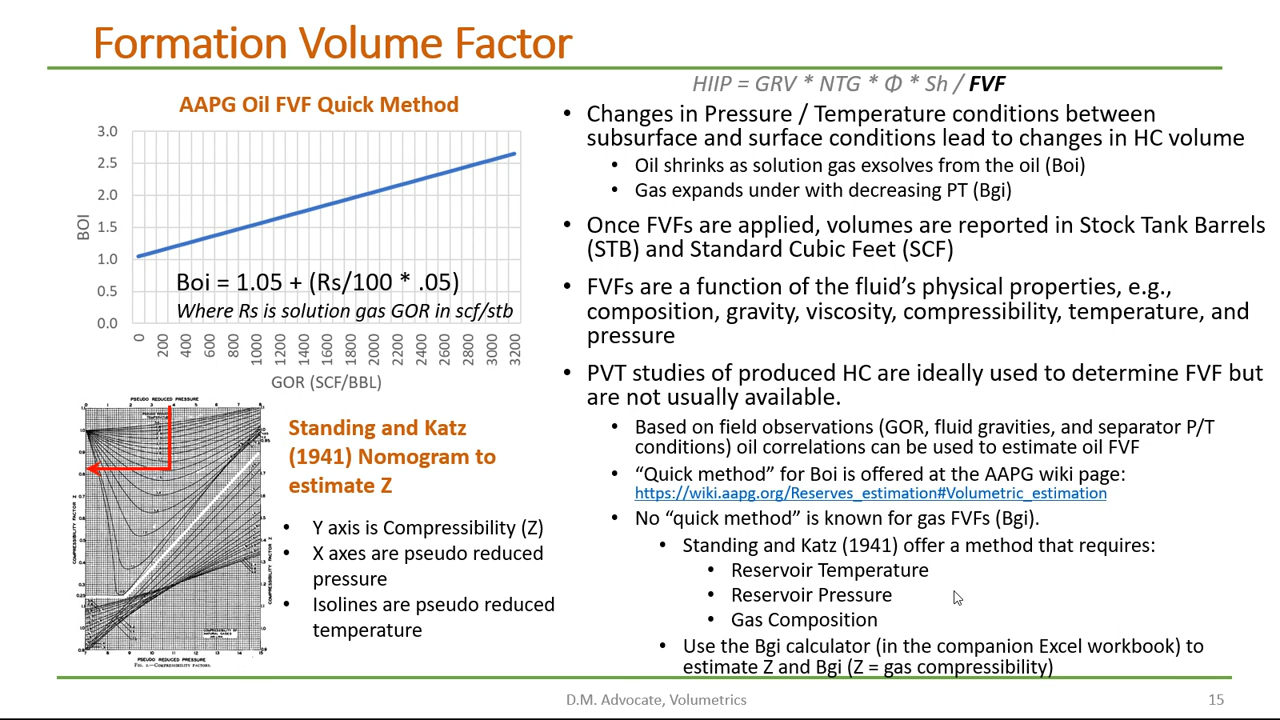 Formation Volume Factor
HIIP = GRV * NTG * Φ * Sh / FVF
AAPG Oil FVF Quick Method
3.0
2.5
2.0
1.5
1.0
0.5
0.0
BOI
Boi = 1.05 + (Rs/100 * .05)
Where Rs is solution gas GOR in scf/stb
0 200 400 600 800 1000 1200 1400 1600 1800 2000 2200 2400 2600 2800 3000 3200
GOR (SCF/BBL)
PSEUDO REDUCED PRESSURE
COMPRESSIBILITY FACTOR Z
PSEUDO REDUCED PRESSURE
FIG. 2.—COMPRESSIBILITY FACTORS.
Standing and Katz
(1941) Nomogram to
estimate Z
• Y axis is Compressibility (Z)
• X axes are pseudo reduced
pressure
• Isolines are pseudo reduced
temperature
• Changes in Pressure / Temperature conditions between
subsurface and surface conditions lead to changes in HC volume
• Oil shrinks as solution gas exsolves from the oil (Boi)
• Gas expands under with decreasing PT (Bgi)
• Once FVFs are applied, volumes are reported in Stock Tank Barrels
(STB) and Standard Cubic Feet (SCF)
• FVFs are a function of the fluid's physical properties, e.g.,
composition, gravity, viscosity, compressibility, temperature, and
pressure
• PVT studies of produced HC are ideally used to determine FVF but
are not usually available.
• Based on field observations (GOR, fluid gravities, and separator P/T
conditions) oil correlations can be used to estimate oil FVF
• “Quick method” for Boi is offered at the AAPG wiki page:
https://wiki.aapg.org/Reserves_estimation#Volumetric_estimation
• No “quick method” is known for gas FVFs (Bgi).
• Standing and Katz (1941) offer a method that requires:
• Reservoir Temperature
• Reservoir Pressure
• Gas Composition
• Use the Bgi calculator (in the companion Excel workbook) to
estimate Z and Bgi (Z = gas compressibility)
D.M. Advocate, Volumetrics
15